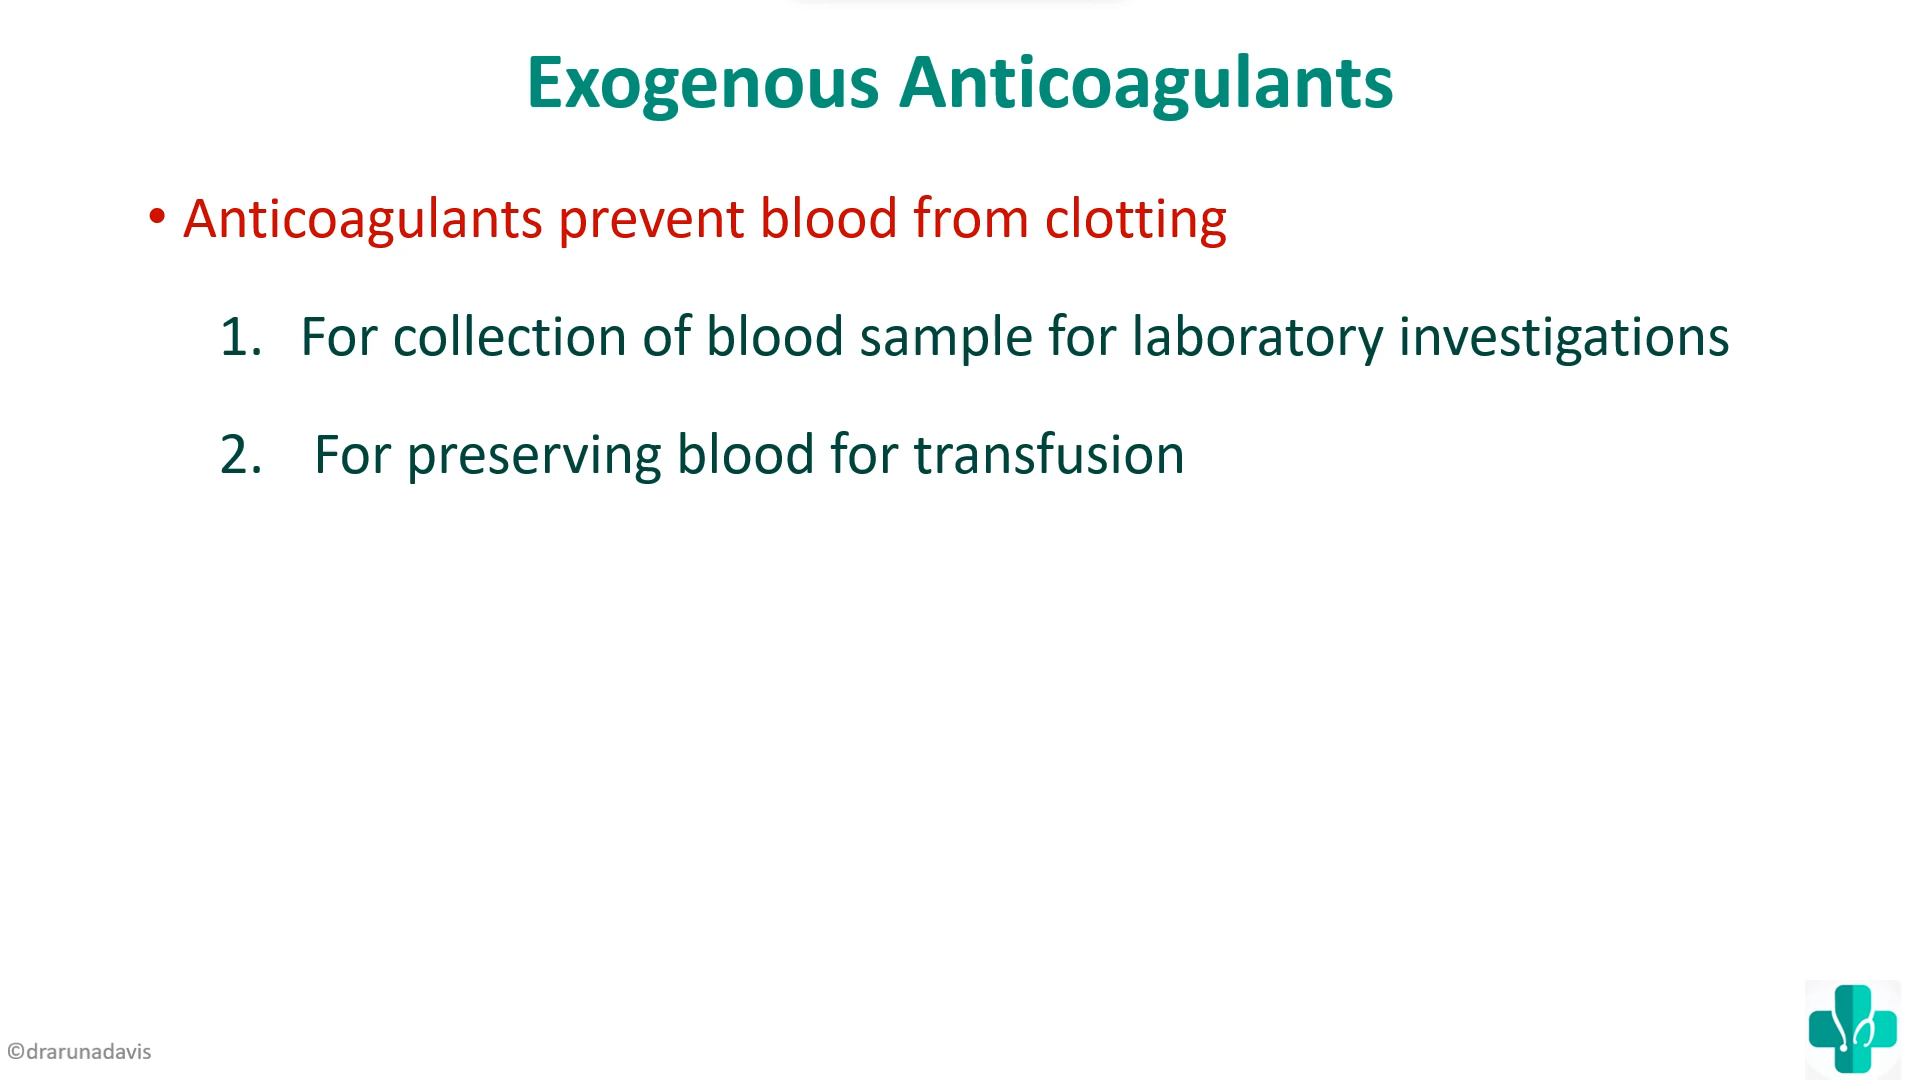 Exogenous Anticoagulants
• Anticoagulants prevent blood from clotting
1. For collection of blood sample for laboratory investigations
2. For preserving blood for transfusion
©drarunadavis